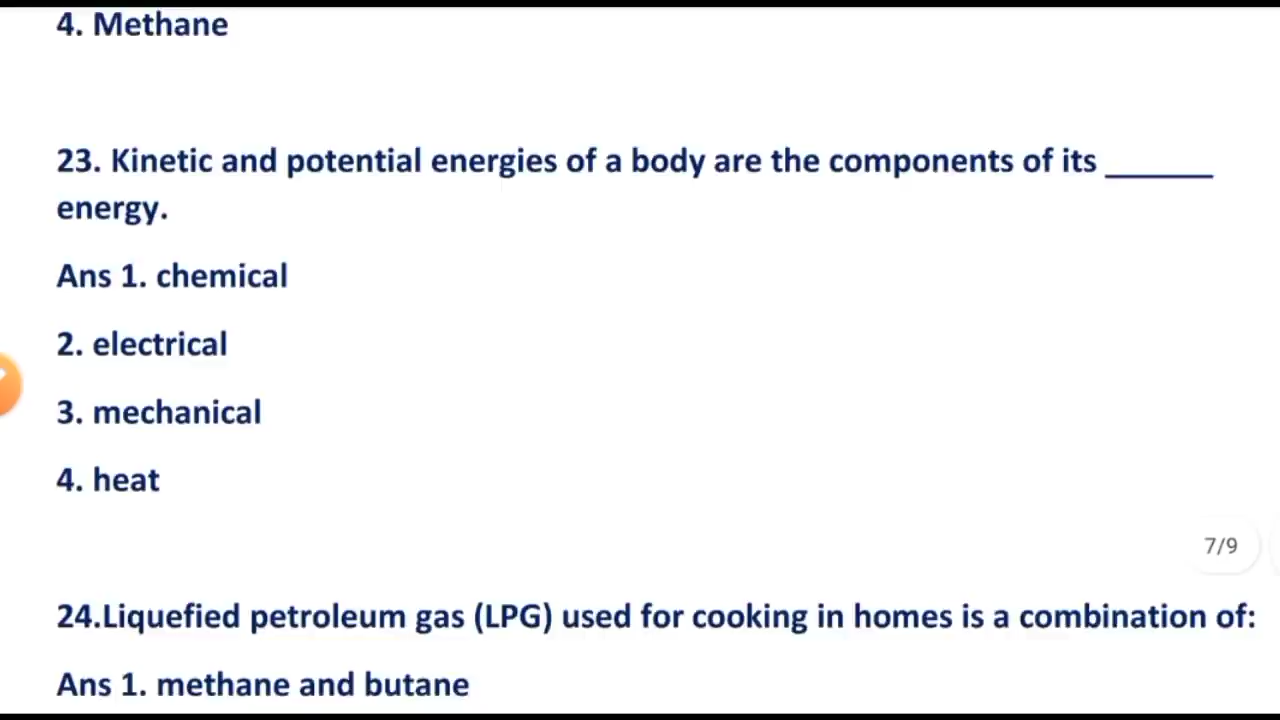 4. Methane
23. Kinetic and potential energies of a body are the components of its ______
energy.
Ans 1. chemical
2. electrical
3. mechanical
4. heat
7/9
24.Liquefied petroleum gas (LPG) used for cooking in homes is a combination of:
Ans 1. methane and butane